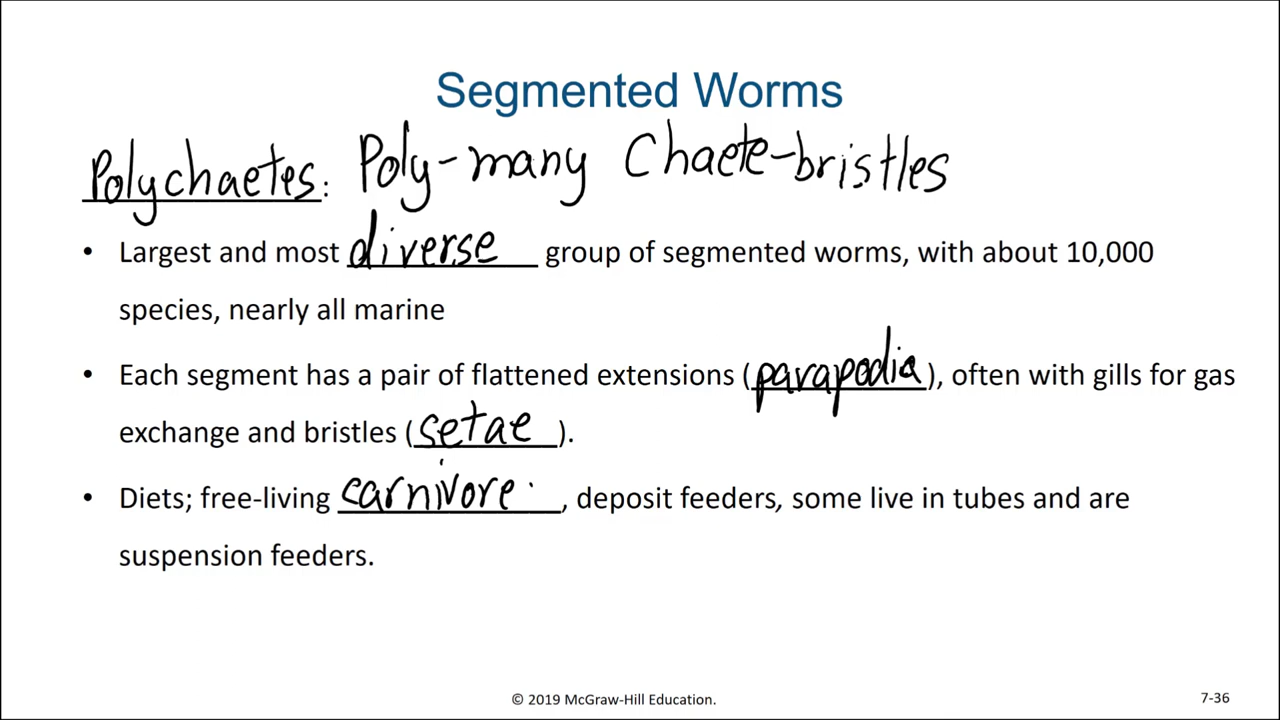 Segmented Worms
Polychaetes: Poly-many Chaete-bristles
• Largest and most diverse group of segmented worms, with about 10,000
species, nearly all marine
• Each segment has a pair of flattened extensions (parapodia), often with gills for gas
exchange and bristles (setae).
• Diets; free-living carnivore, deposit feeders, some live in tubes and are
suspension feeders.
© 2019 McGraw-Hill Education.
7-36